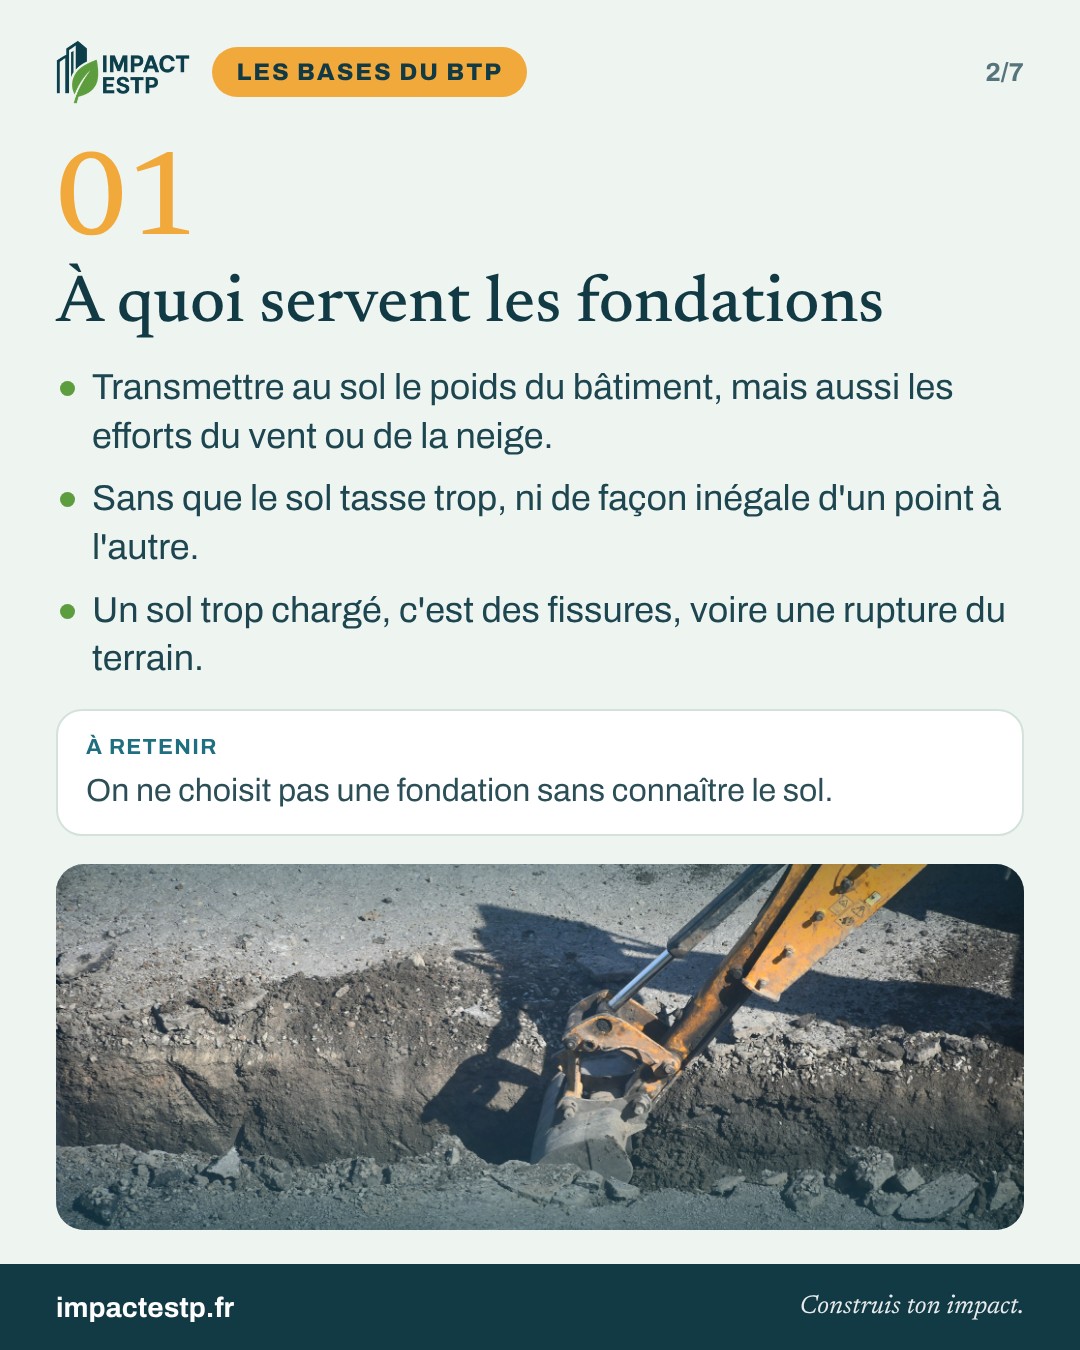 IMPACT
ESTP
LES BASES DU BTP
2/7
01
À quoi servent les fondations
Transmettre au sol le poids du bâtiment, mais aussi les
efforts du vent ou de la neige.
Sans que le sol tasse trop, ni de façon inégale d'un point à
l'autre.
Un sol trop chargé, c'est des fissures, voire une rupture du
terrain.
À RETENIR
On ne choisit pas une fondation sans connaître le sol.
impactestp.fr
Construis ton impact.